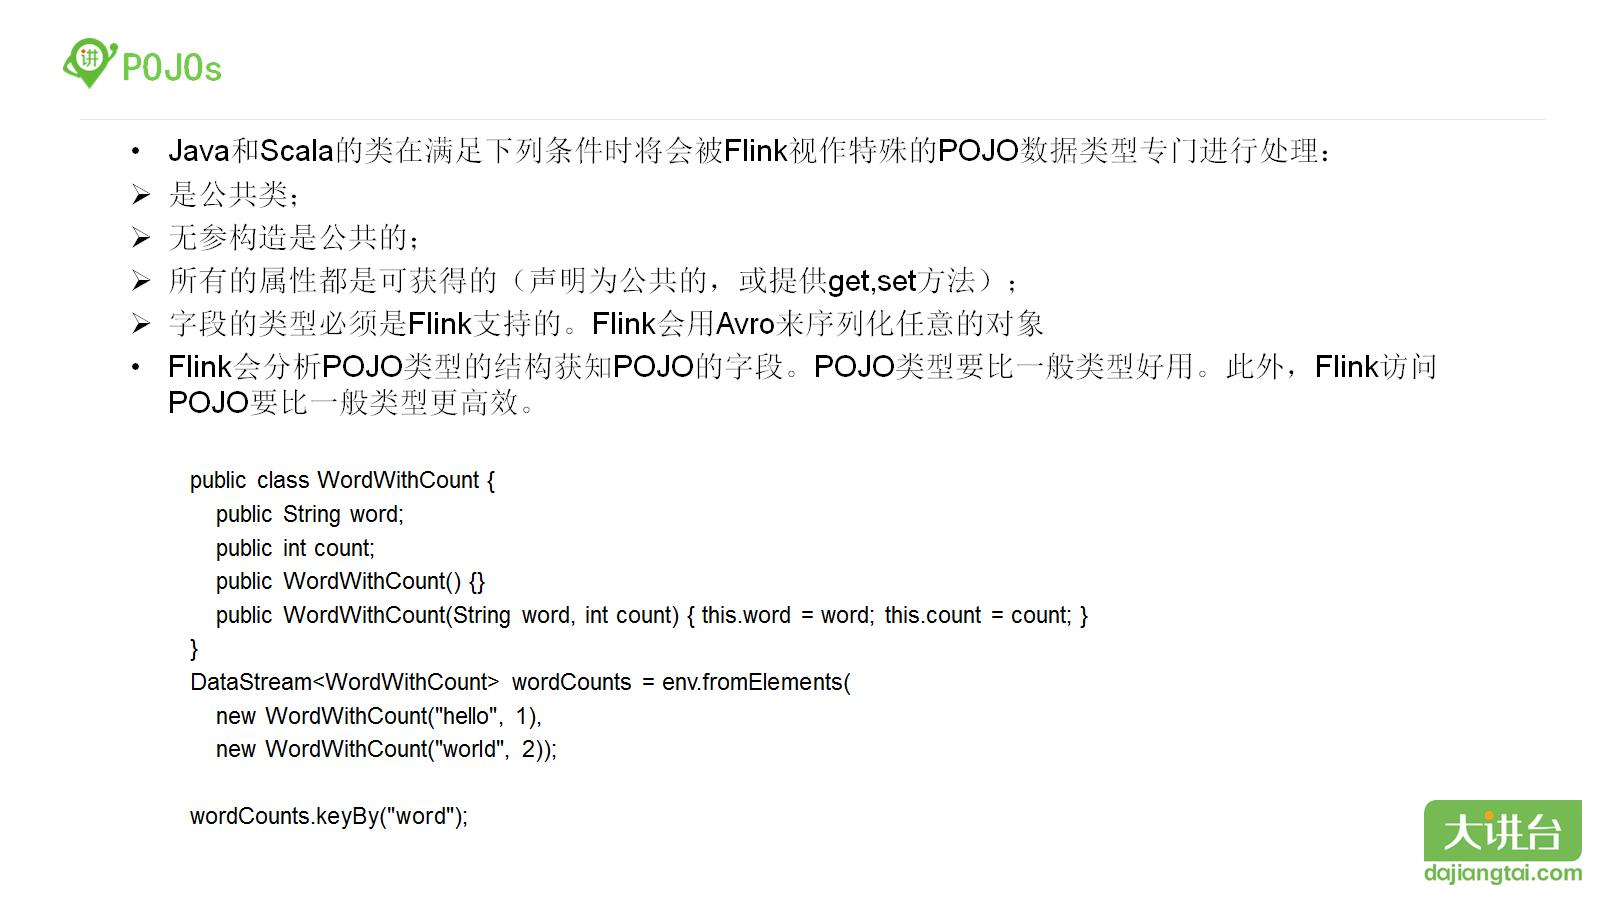 讲 POJOs
• Java和Scala的类在满足下列条件时将会被Flink视作特殊的POJO数据类型专门进行处理：
➢ 是公共类；
➢ 无参构造是公共的；
➢ 所有的属性都是可获得的（声明为公共的，或提供get,set方法）；
➢ 字段的类型必须是Flink支持的。Flink会用Avro来序列化任意的对象
• Flink会分析POJO类型的结构获知POJO的字段。POJO类型要比一般类型好用。此外，Flink访问
POJO要比一般类型更高效。
public class WordWithCount {
public String word;
public int count;
public WordWithCount() {}
public WordWithCount(String word, int count) { this.word = word; this.count = count; }
}
DataStream<WordWithCount> wordCounts = env.fromElements(
new WordWithCount("hello", 1),
new WordWithCount("world", 2));
wordCounts.keyBy("word");
大讲台
dajiangtai.com